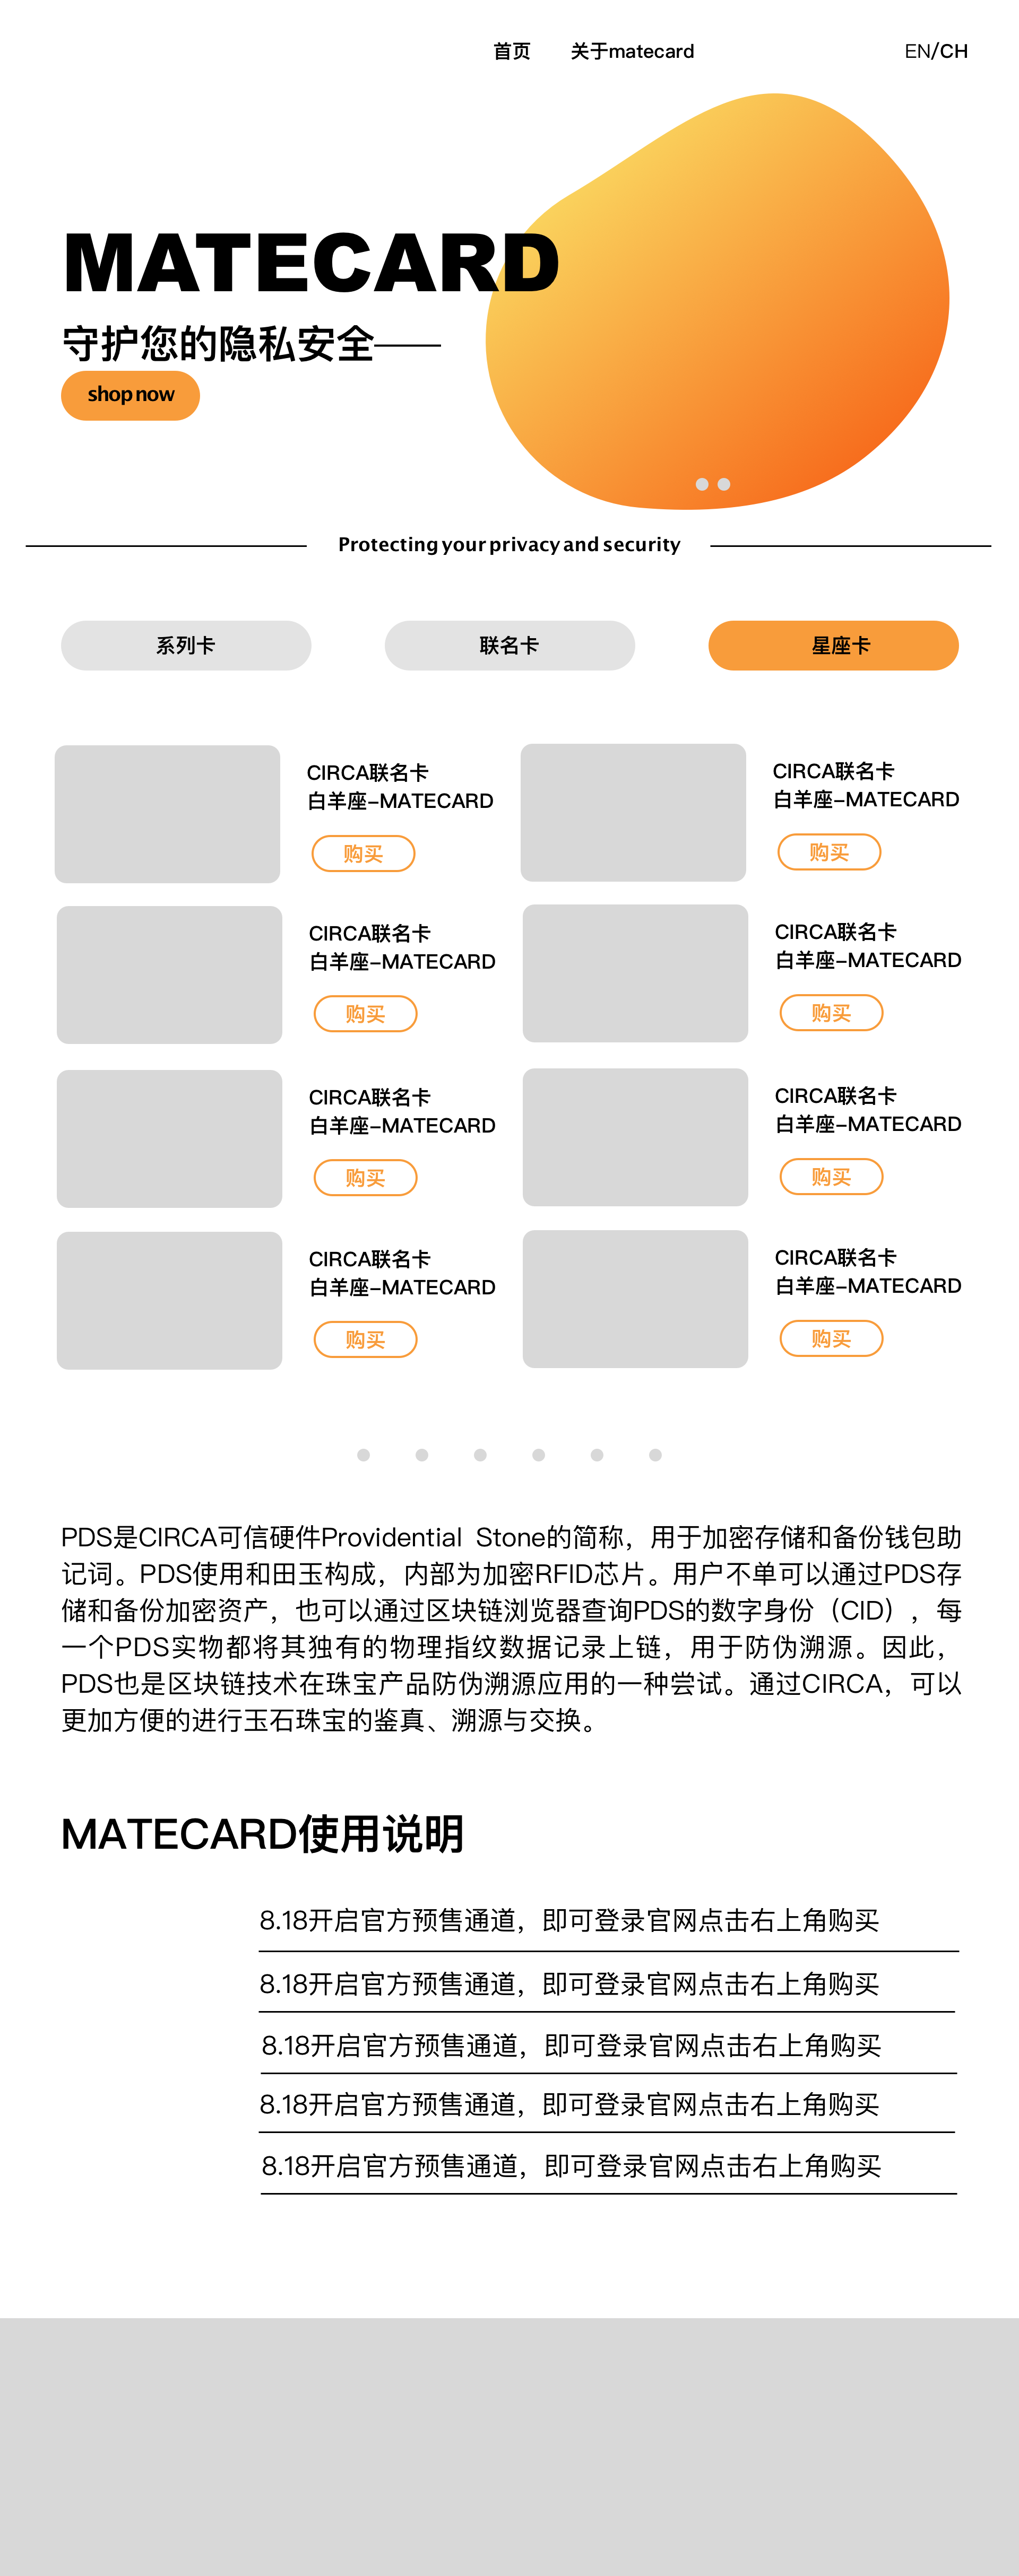 首页 关于matecard EN/CH
MATECARD
守护您的隐私安全——
shop now
Protecting your privacy and security
系列卡 联名卡 星座卡
CIRCA联名卡
白羊座-MATECARD
购买
CIRCA联名卡
白羊座-MATECARD
购买
CIRCA联名卡
白羊座-MATECARD
购买
CIRCA联名卡
白羊座-MATECARD
购买
CIRCA联名卡
白羊座-MATECARD
购买
CIRCA联名卡
白羊座-MATECARD
购买
CIRCA联名卡
白羊座-MATECARD
购买
CIRCA联名卡
白羊座-MATECARD
购买
PDS是CIRCA可信硬件Providential Stone的简称，用于加密存储和备份钱包助
记词。PDS使用和田玉构成，内部为加密RFID芯片。用户不单可以通过PDS存
储和备份加密资产，也可以通过区块链浏览器查询PDS的数字身份（CID），每
一个PDS实物都将其独有的物理指纹数据记录上链，用于防伪溯源。因此，
PDS也是区块链技术在珠宝产品防伪溯源应用的一种尝试。通过CIRCA，可以
更加方便的进行玉石珠宝的鉴真、溯源与交换。
MATECARD使用说明
8.18开启官方预售通道，即可登录官网点击右上角购买
8.18开启官方预售通道，即可登录官网点击右上角购买
8.18开启官方预售通道，即可登录官网点击右上角购买
8.18开启官方预售通道，即可登录官网点击右上角购买
8.18开启官方预售通道，即可登录官网点击右上角购买